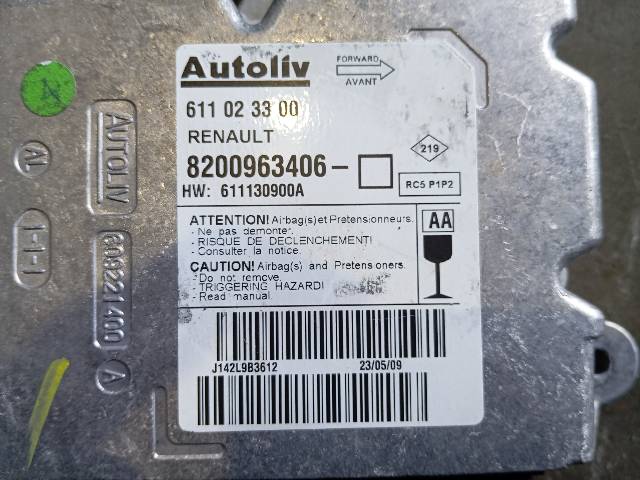 Autoliv
FORWARD
AVANT
611 02 33 00
RENAULT
8200963406-
HW: 611130900A
219
RC5 P1P2
ATTENTION! Airbag(s)et Pretensionneurs.
- Ne pas demonter.
- RISQUE DE DECLENCHEMENT!
- Consulter la notice.
CAUTION! Airbag(s) and Pretensioners.
- Do not remove.
- TRIGGERING HAZARD!
- Read manual.
AA
J142L9B3612
23/05/09
AUTOLIV
608221400
A
AL
1-1-1